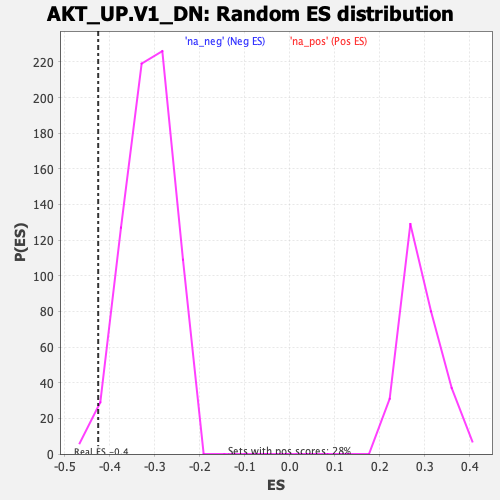 AKT_UP.V1_DN: Random ES distribution
'na_neg' (Neg ES) 'na_pos' (Pos ES)
220
200
180
160
140
120
100
80
60
40
20
0
P(ES)
Real ES -0.4
Sets with pos scores: 28%
-0.5 -0.4 -0.3 -0.2 -0.1 0.0 0.1 0.2 0.3 0.4
ES